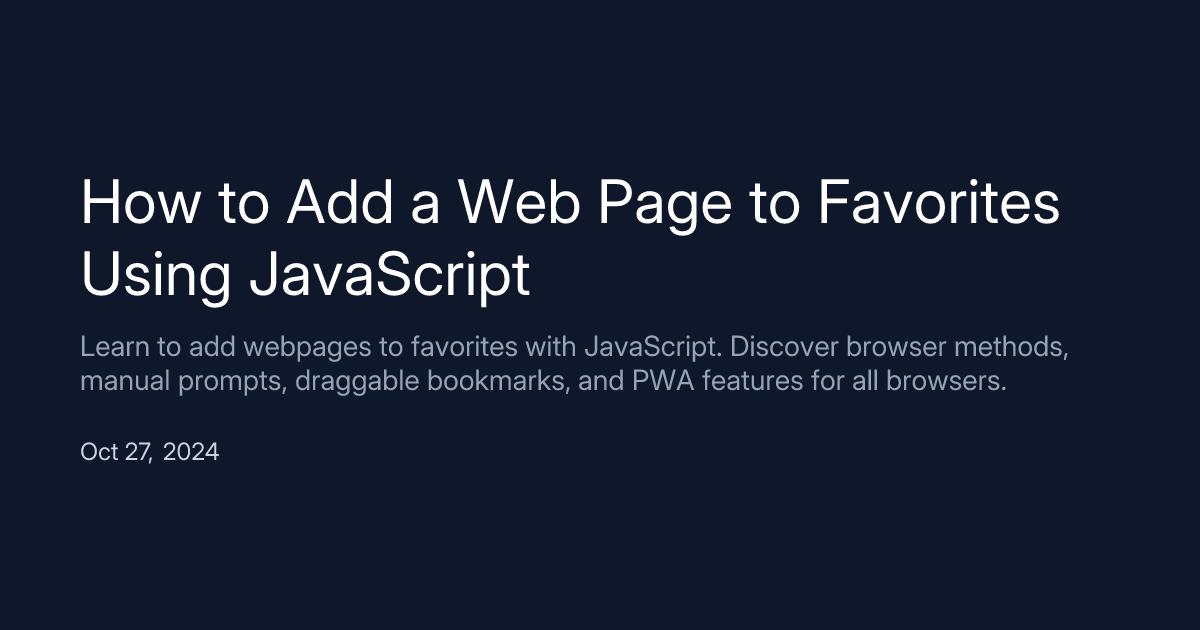 How to Add a Web Page to Favorites
Using JavaScript
Learn to add webpages to favorites with JavaScript. Discover browser methods,
manual prompts, draggable bookmarks, and PWA features for all browsers.
Oct 27, 2024